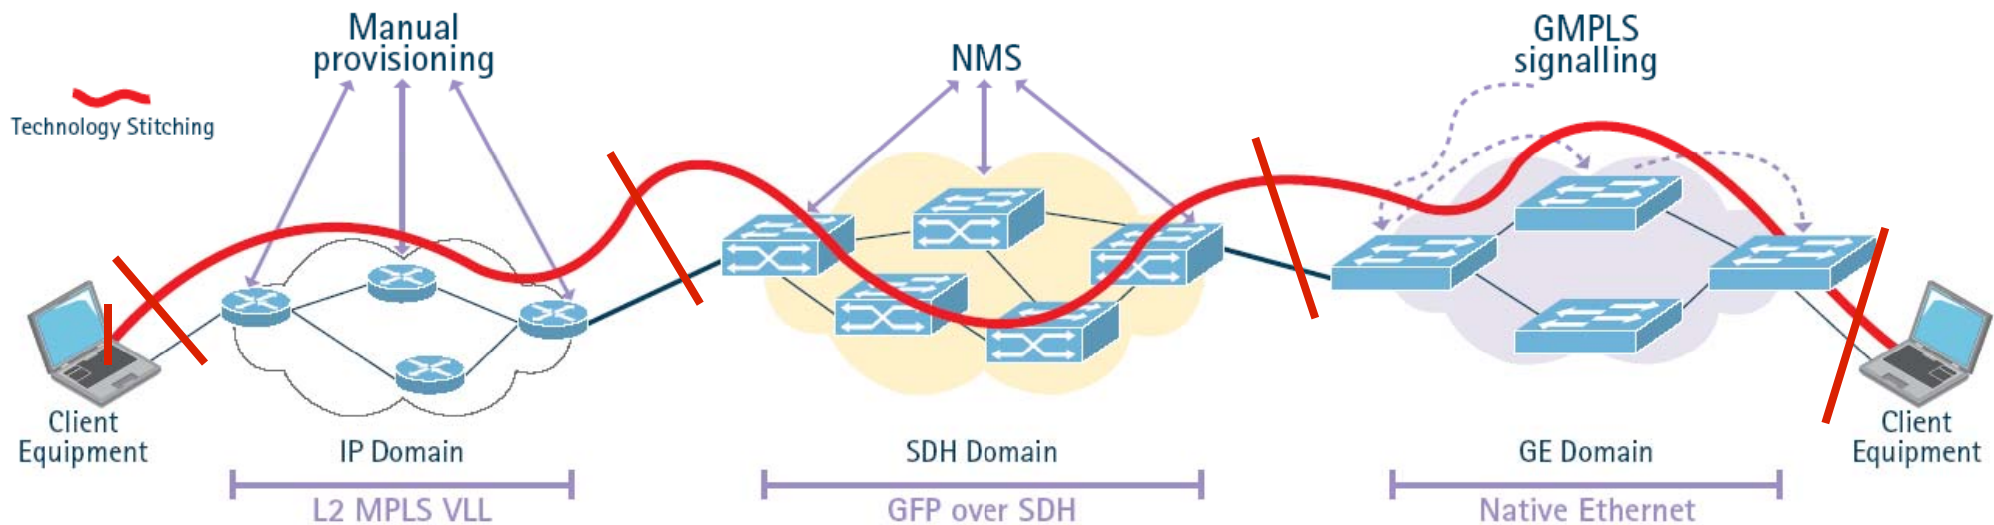 Manual
provisioning
NMS
GMPLS
signalling
Technology Stitching
Client
Equipment
IP Domain
SDH Domain
GE Domain
Client
Equipment
L2 MPLS VLL
GFP over SDH
Native Ethernet